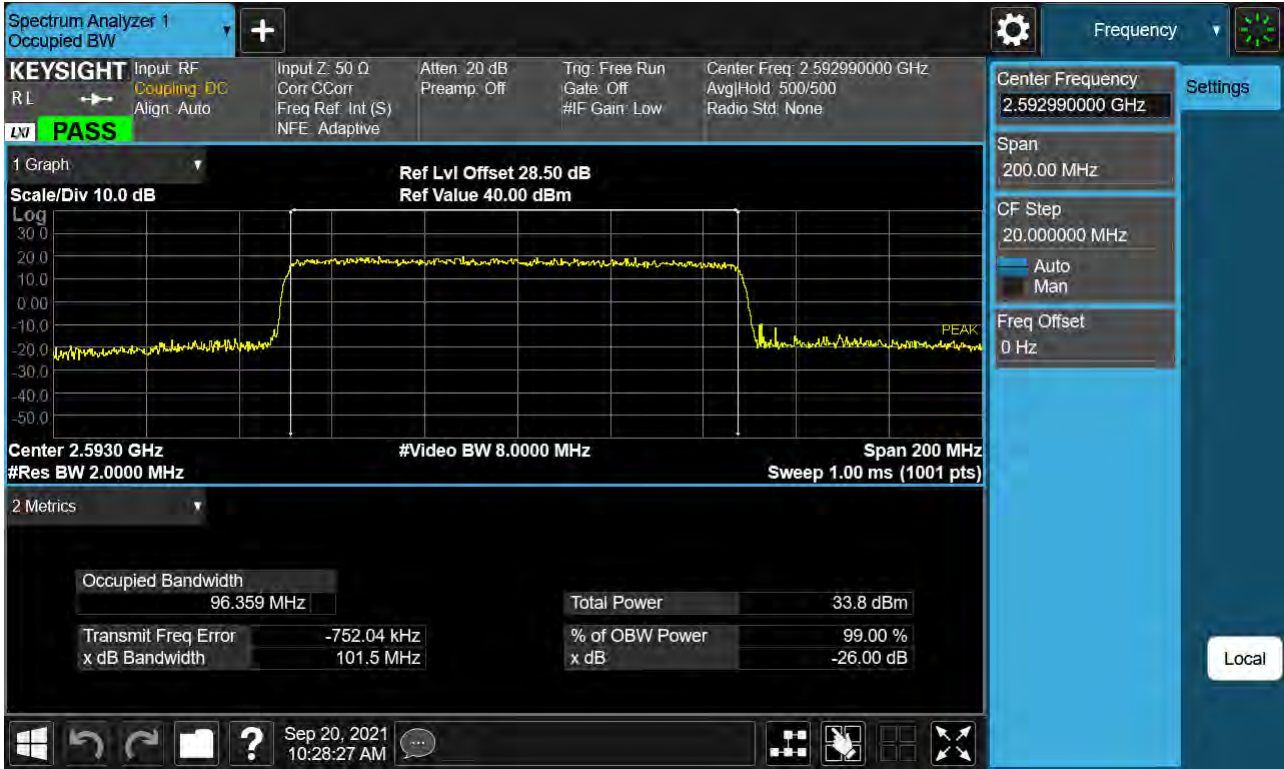 Spectrum Analyzer 1
Occupied BW
Frequency
KEYSIGHT
R L
LXI PASS
Input: RF
Coupling: DC
Align: Auto
Input Z: 50 Ω
Corr CCorr
Freq Ref: Int (S)
NFE: Adaptive
Atten: 20 dB
Preamp: Off
Trig: Free Run
Gate: Off
#IF Gain: Low
Center Freq: 2.592990000 GHz
Avg|Hold: 500/500
Radio Std: None
1 Graph
Scale/Div 10.0 dB
Ref Lvl Offset 28.50 dB
Ref Value 40.00 dBm
Log
30.0
20.0
10.0
0.00
-10.0
-20.0
-30.0
-40.0
-50.0
PEAK
Center 2.5930 GHz
#Video BW 8.0000 MHz
Span 200 MHz
#Res BW 2.0000 MHz
Sweep 1.00 ms (1001 pts)
2 Metrics
Occupied Bandwidth
96.359 MHz
Total Power 33.8 dBm
Transmit Freq Error -752.04 kHz
% of OBW Power 99.00 %
x dB Bandwidth 101.5 MHz
x dB -26.00 dB
Center Frequency
2.592990000 GHz
Span
200.00 MHz
CF Step
20.000000 MHz
Auto
Man
Freq Offset
0 Hz
Settings
Local
?
Sep 20, 2021
10:28:27 AM